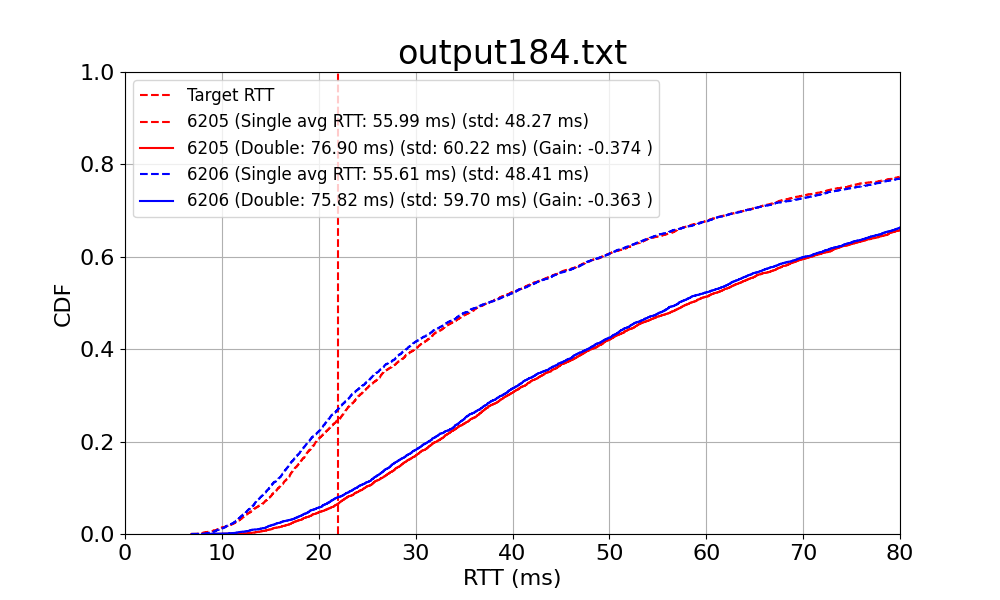 output184.txt
1.0
0.8
0.6
0.4
0.2
0.0
CDF
Target RTT
6205 (Single avg RTT: 55.99 ms) (std: 48.27 ms)
6205 (Double: 76.90 ms) (std: 60.22 ms) (Gain: -0.374 )
6206 (Single avg RTT: 55.61 ms) (std: 48.41 ms)
6206 (Double: 75.82 ms) (std: 59.70 ms) (Gain: -0.363 )
0 10 20 30 40 50 60 70 80
RTT (ms)